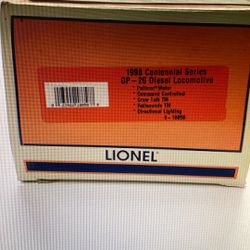 1998 Centennial Series
GP-20 Diesel Locomotive
* Pullmor Motor
* Command Controlled
* Crew Talk TM
* Railsounds TM
* Directional Lighting
6-18856
LIONEL